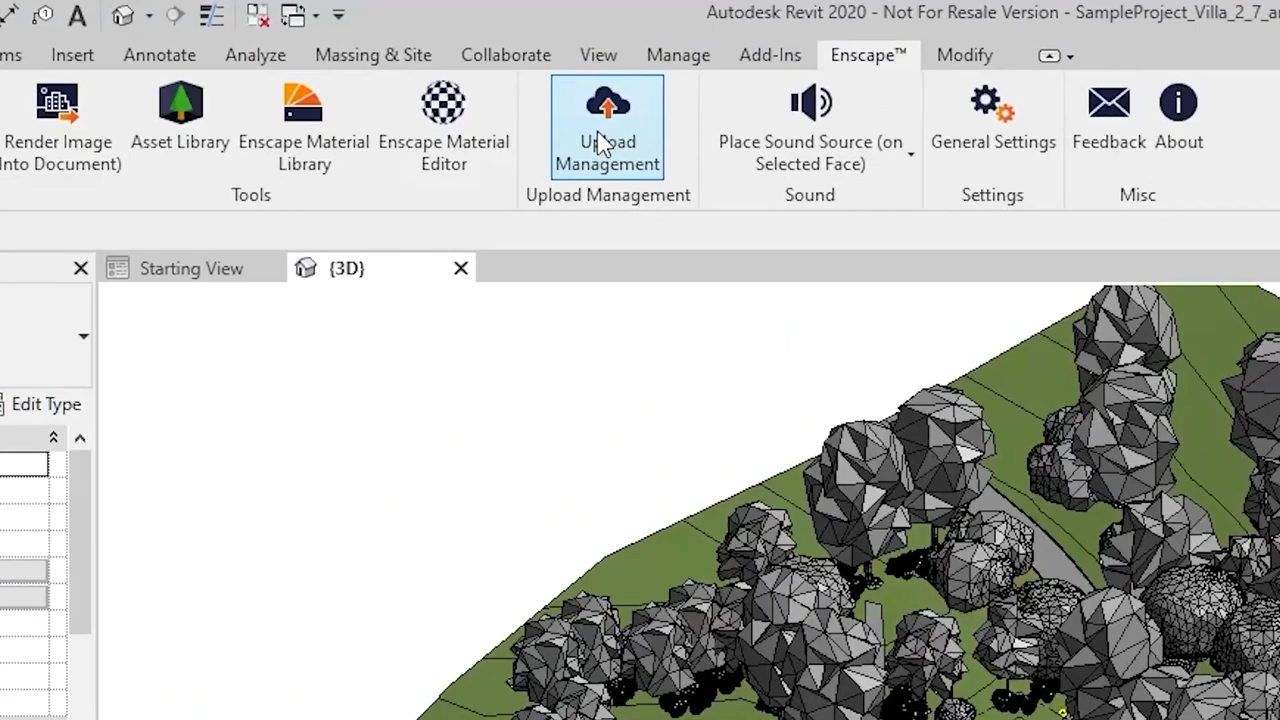 Autodesk Revit 2020 - Not For Resale Version - SampleProject_Villa_2_7_a
ms Insert Annotate Analyze Massing & Site Collaborate View Manage Add-Ins Enscape™ Modify
Render Image
Into Document)
Asset Library
Enscape Material
Library
Enscape Material
Editor
Upload
Management
Place Sound Source (on
Selected Face)
General Settings
Feedback
About
Tools
Upload Management
Sound
Settings
Misc
Starting View
{3D}
Edit Type